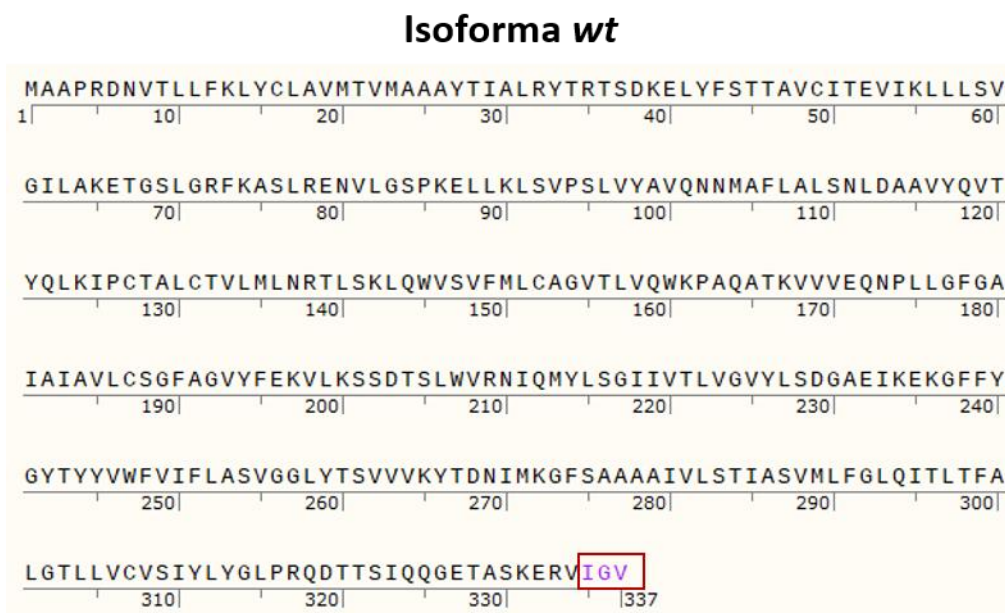 Isoforma wt
MAAPRDNVTLLFKLYCLAVMTVMAAAYTIALRYTRTSDKELYFSTTAVCITEVIKLLLSV
1 10 20 30 40 50 60
GILAKETGSLGRFKASLRENVLGSPKELLKLSVPSLVYAVQNNMAFLALSNLDAAVYQVT
70 80 90 100 110 120
YQLKIPCTALCTVLMLNRTLSKLQWVSVFMLCAGVTLVQWKPAQATKVVVEQNPLLGFGA
130 140 150 160 170 180
IAIAVLCSGFAGVYFEKVLKSSDTSLWVRNIQMYLSGIIVTLVGVYLSDGAEIKEKGFFY
190 200 210 220 230 240
GYTYYVWFVIFLASVGGLYTSVVVKYTDNIMKGFSAAAAIVLSTIASVMLFGLQITLTFA
250 260 270 280 290 300
LGTLLVCVSIYLYGLPRQDTTSIQQGETASKERVIGV
310 320 330 337